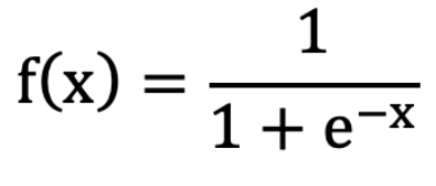 f(x) = 1 / (1 + e⁻ˣ)